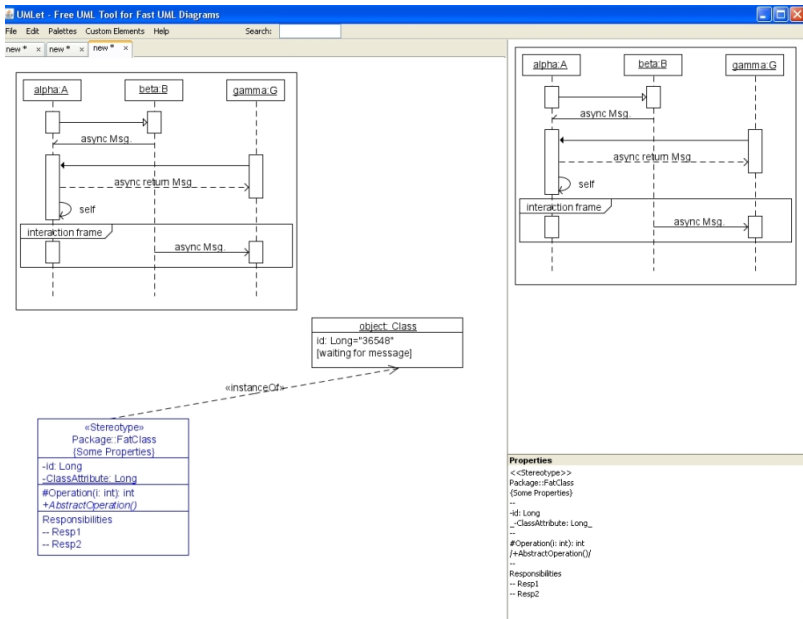 UMLet - Free UML Tool for Fast UML Diagrams
File Edit Palettes Custom Elements Help Search:
new * × new * × new * ×
alpha:A beta:B gamma:G
async Msg.
async return Msg
self
interaction frame
async Msg.
object: Class
id: Long="36548"
[waiting for message]
«instanceOf»
«Stereotype»
Package::FatClass
{Some Properties}
-id: Long
-ClassAttribute: Long
#Operation(i: int): int
+AbstractOperation()
Responsibilities
-- Resp1
-- Resp2
alpha:A beta:B gamma:G
async Msg.
async return Msg
self
interaction frame
async Msg.
Properties
<<Stereotype>>
Package::FatClass
{Some Properties}
--
-id: Long
_-ClassAttribute: Long_
--
#Operation(i: int): int
/+AbstractOperation()/
--
Responsibilities
-- Resp1
-- Resp2